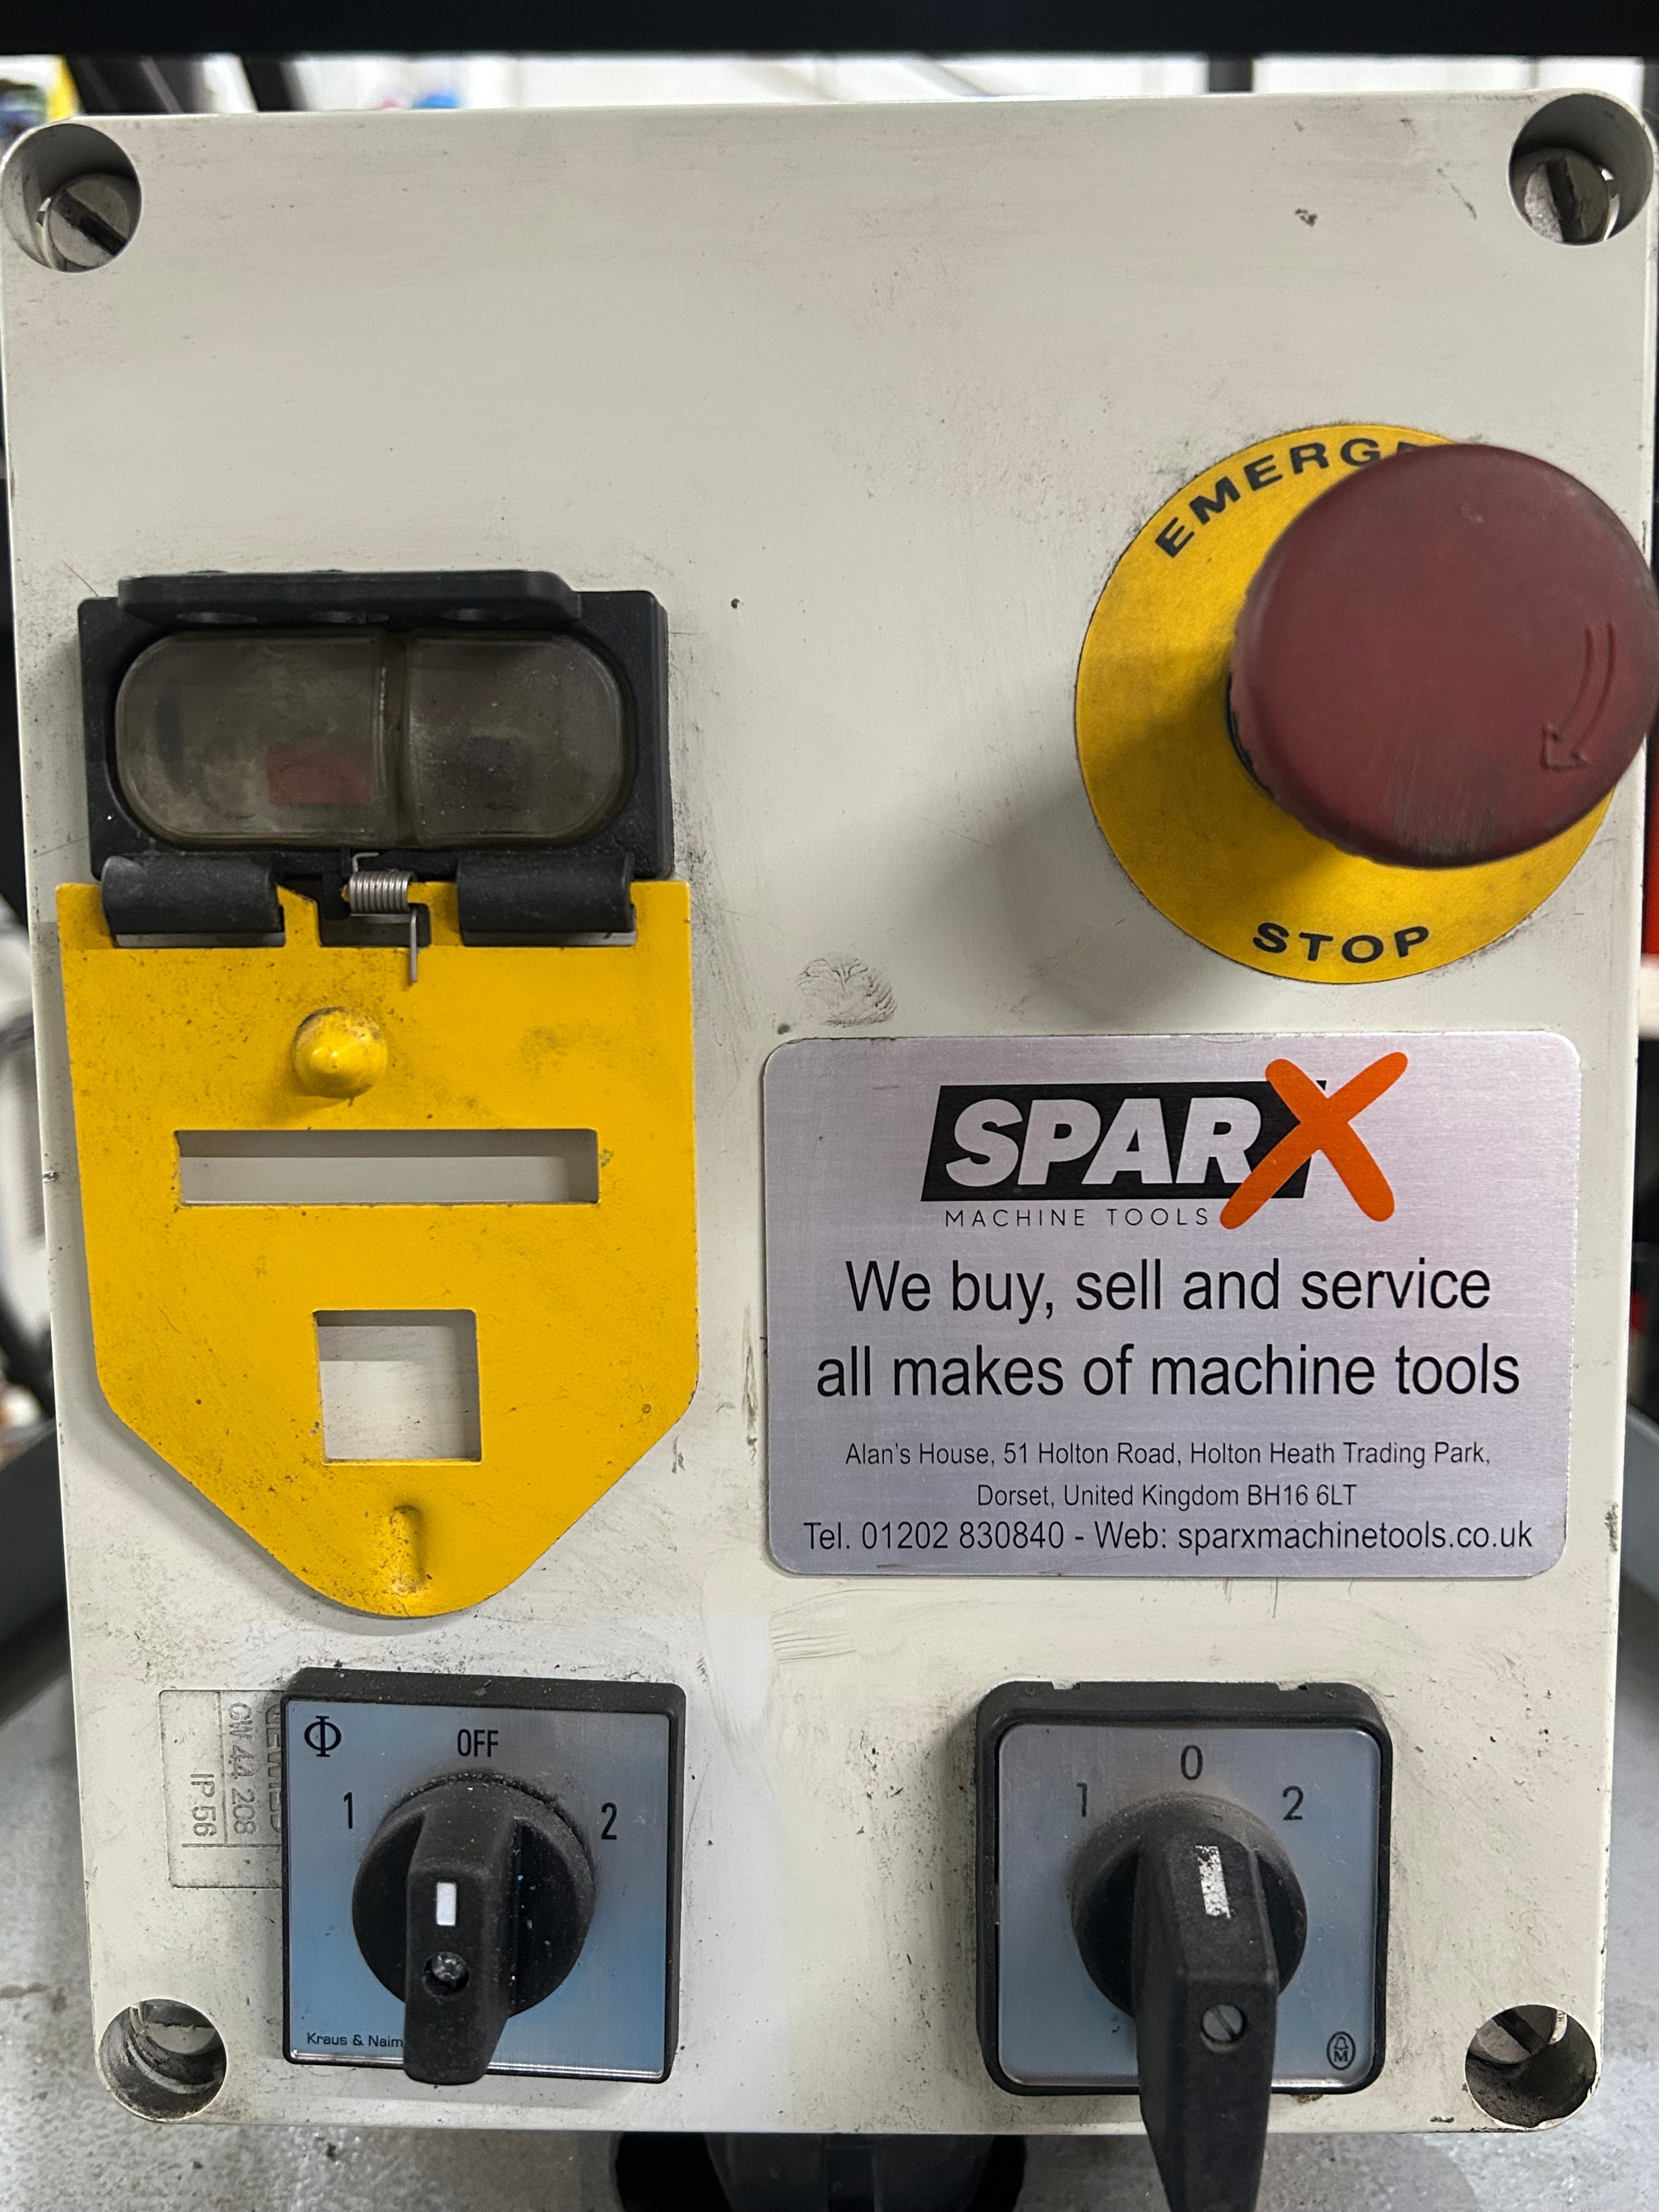 EMERGE
STOP
SPARX
MACHINE TOOLS
We buy, sell and service
all makes of machine tools
Alan's House, 51 Holton Road, Holton Heath Trading Park,
Dorset, United Kingdom BH16 6LT
Tel. 01202 830840 - Web: sparxmachinetools.co.uk
GW 44 208
IP 56
Φ
OFF
1 2
Kraus & Naim
0
1 2